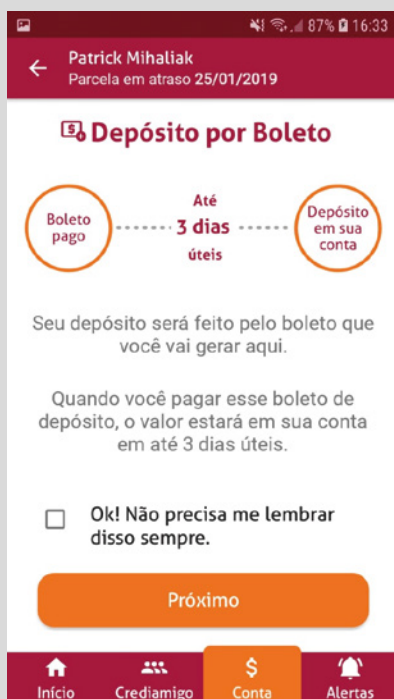 87% 16:33
Patrick Mihaliak
Parcela em atraso 25/01/2019
Depósito por Boleto
Boleto
pago
Até
3 dias
úteis
Depósito
em sua
conta
Seu depósito será feito pelo boleto que
você vai gerar aqui.
Quando você pagar esse boleto de
depósito, o valor estará em sua conta
em até 3 dias úteis.
Ok! Não precisa me lembrar
disso sempre.
Próximo
Início Crediamigo Conta Alertas